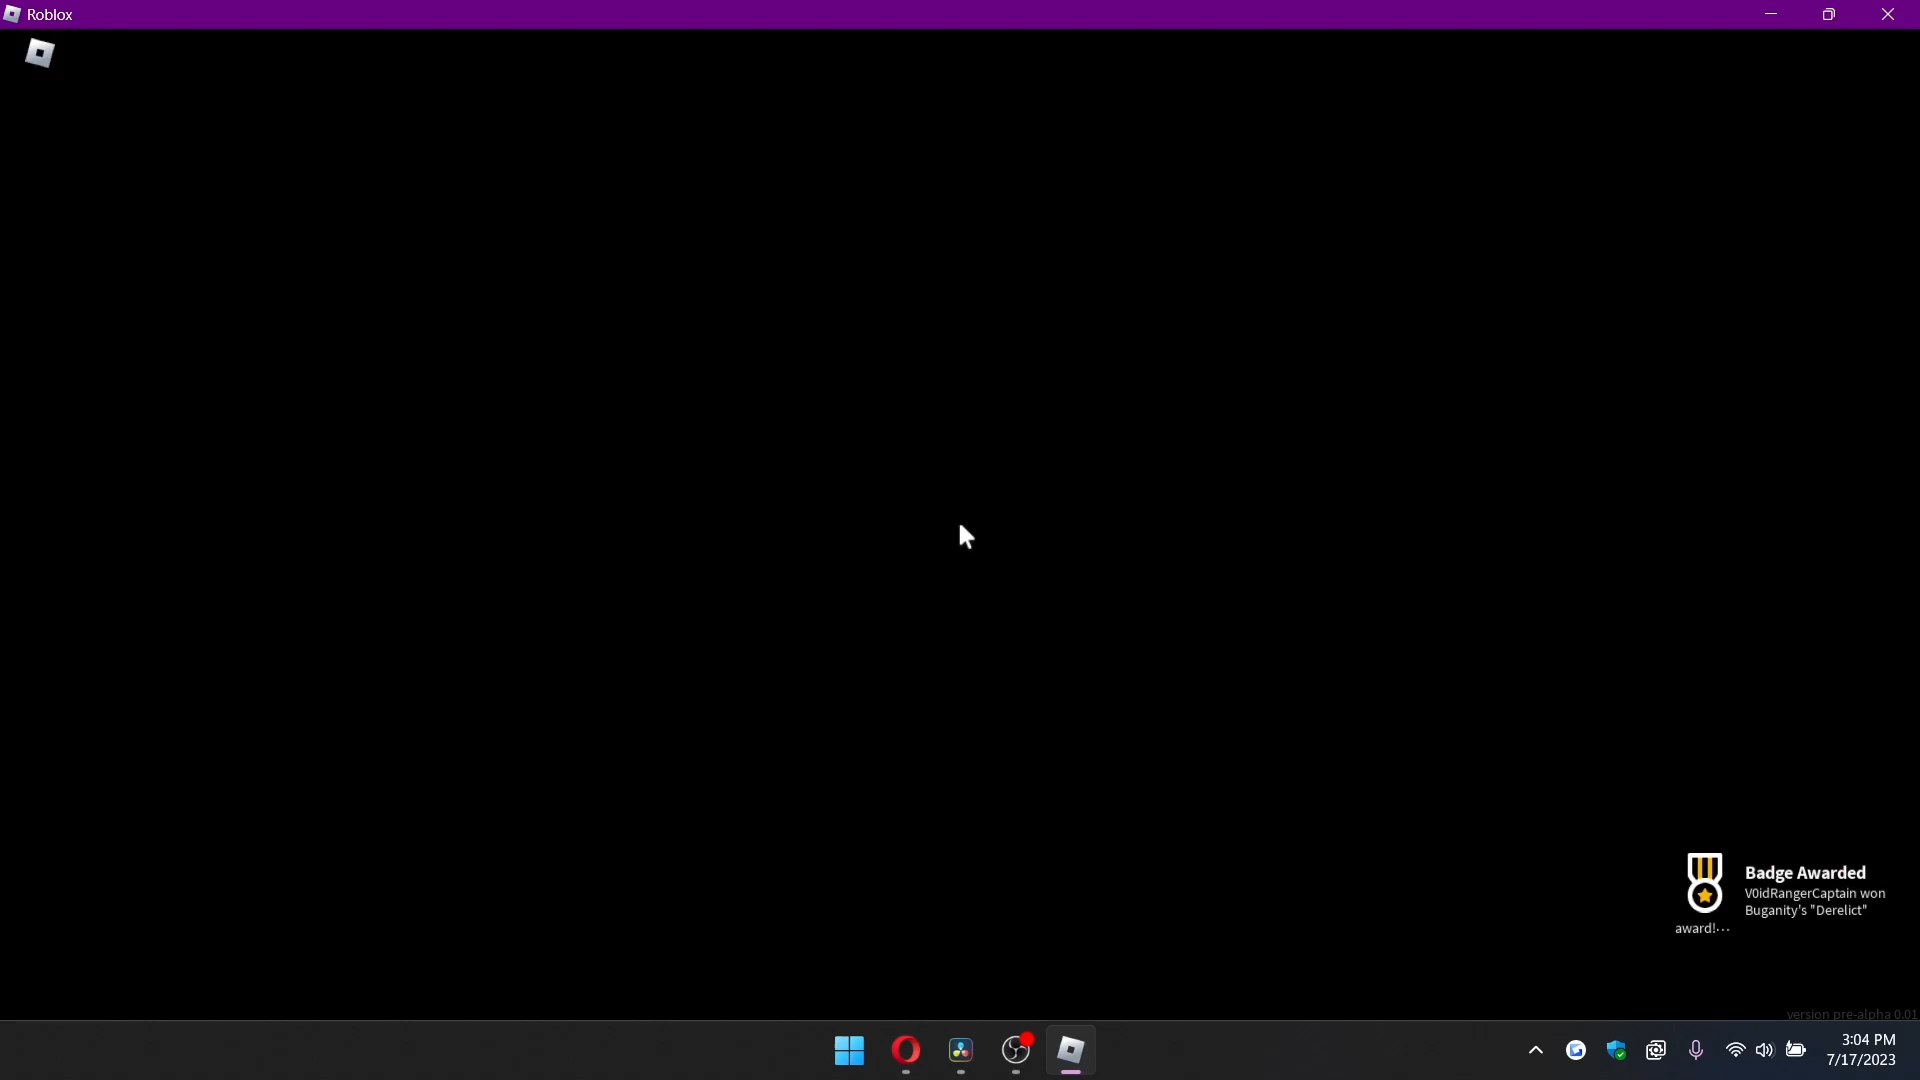 Roblox
Badge Awarded
V0idRangerCaptain won
Buganity's "Derelict"
award!...
version pre-alpha 0.01
3:04 PM
7/17/2023